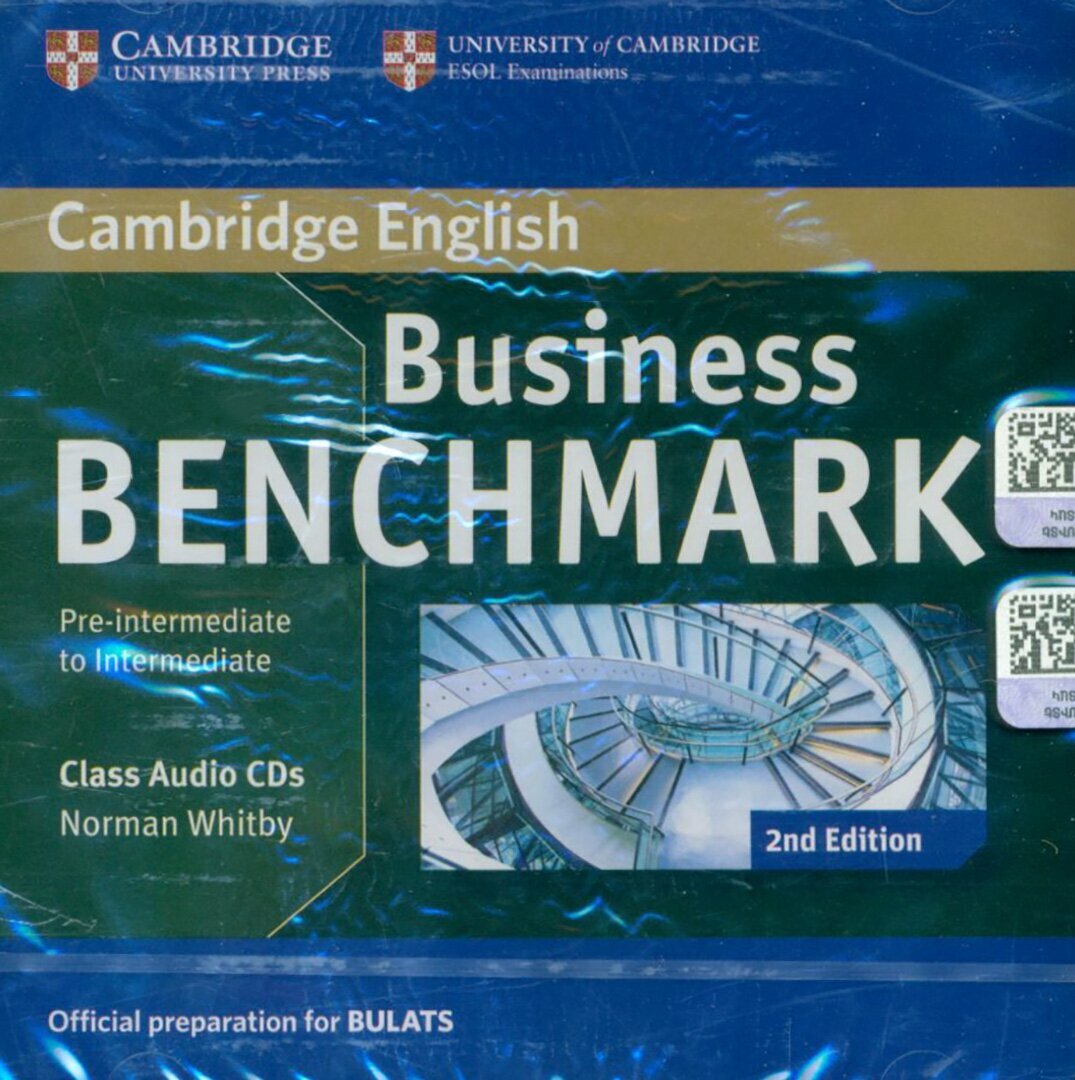 CAMBRIDGE
UNIVERSITY PRESS
UNIVERSITY of CAMBRIDGE
ESOL Examinations
Cambridge English
Business
BENCHMARK
Pre-intermediate
to Intermediate
Class Audio CDs
Norman Whitby
2nd Edition
Official preparation for BULATS